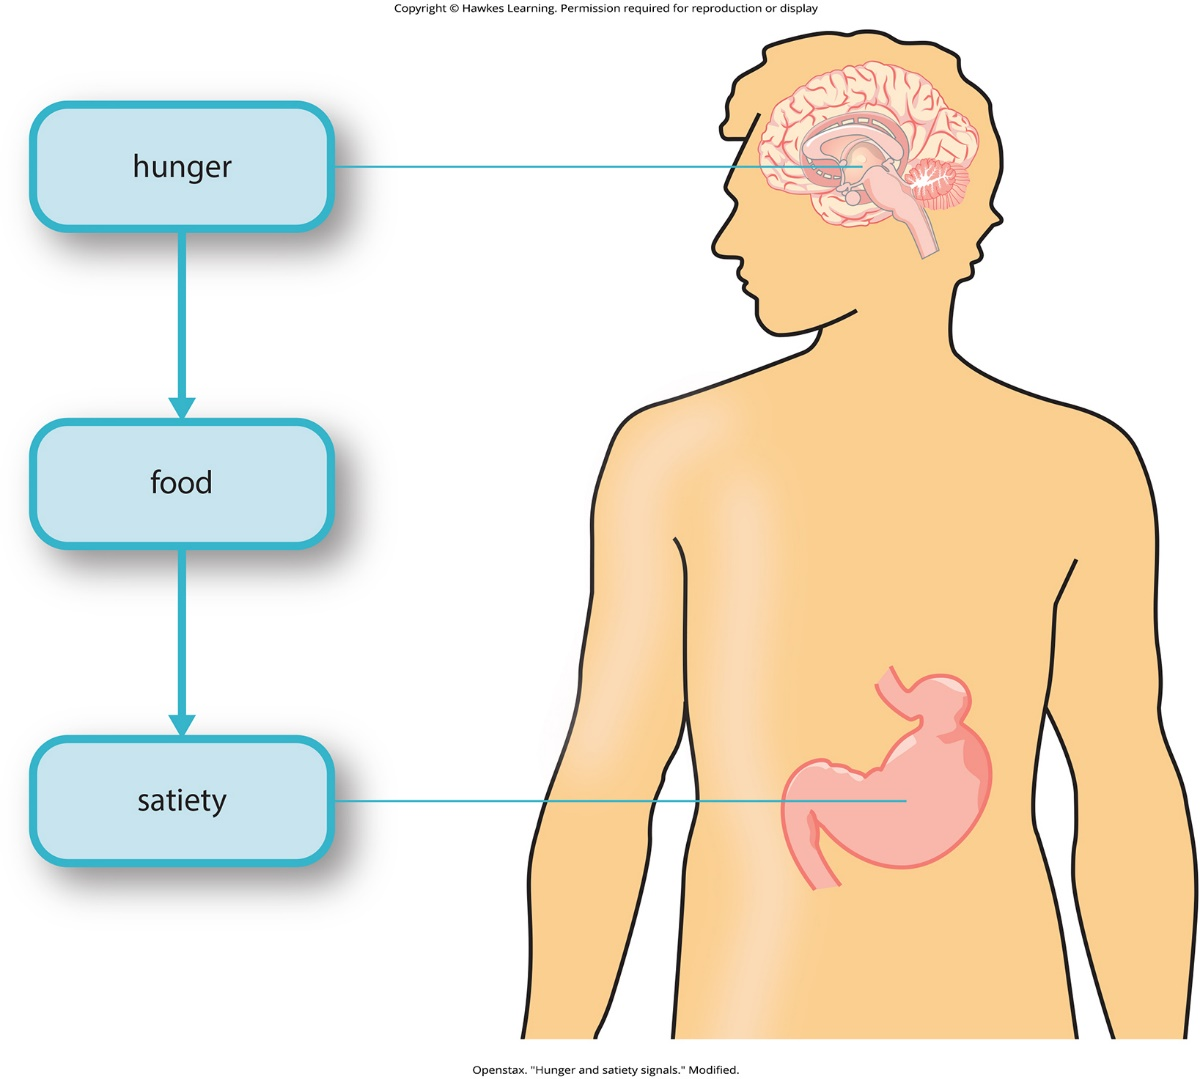 Copyright © Hawkes Learning. Permission required for reproduction or display
hunger
food
satiety
Openstax. "Hunger and satiety signals." Modified.